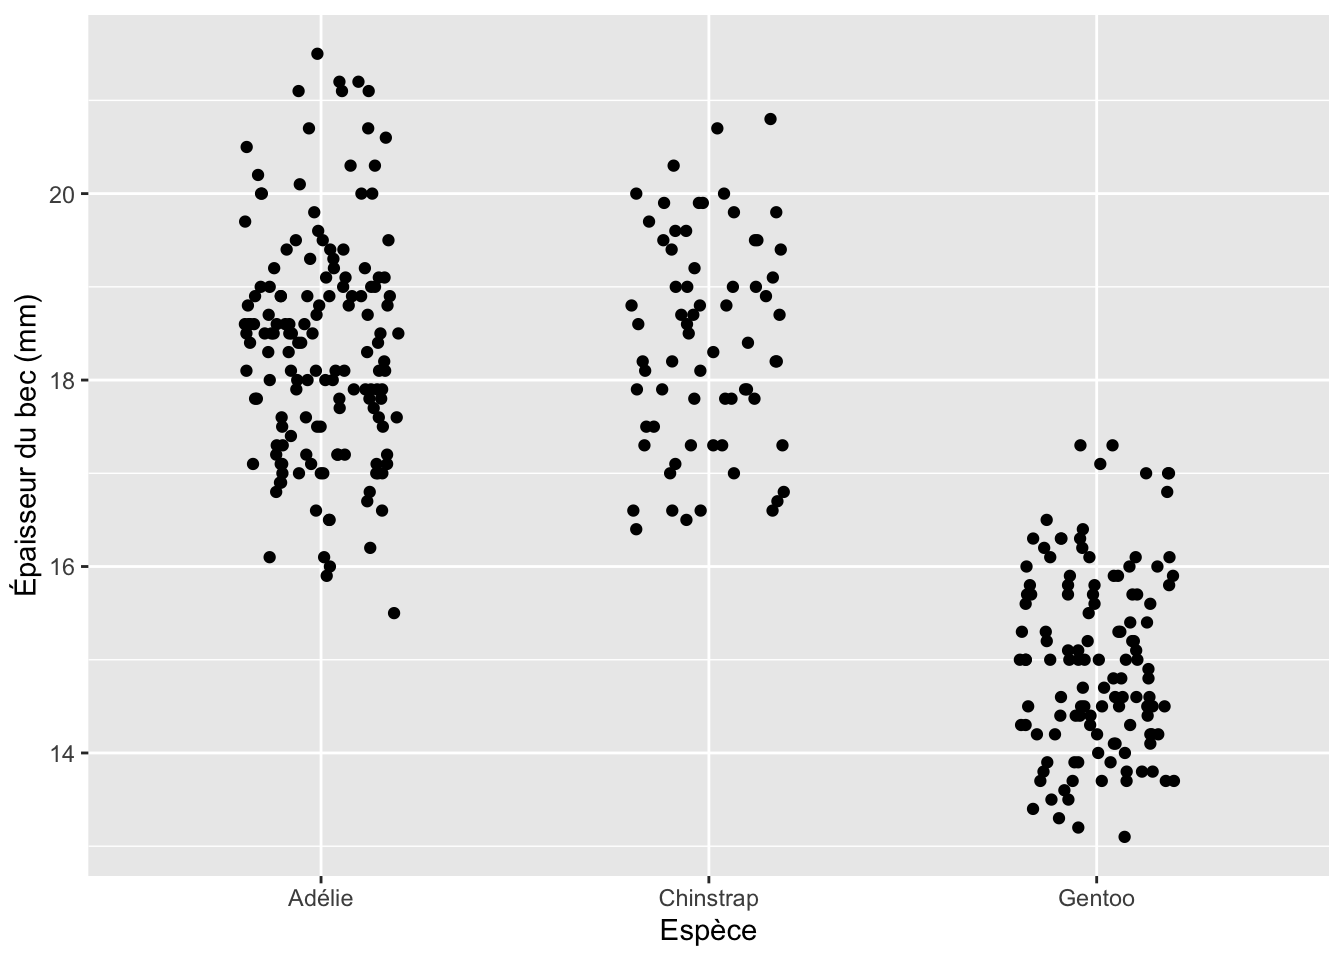 Épaisseur du bec (mm)
20
18
16
14
Adélie
Chinstrap
Gentoo
Espèce